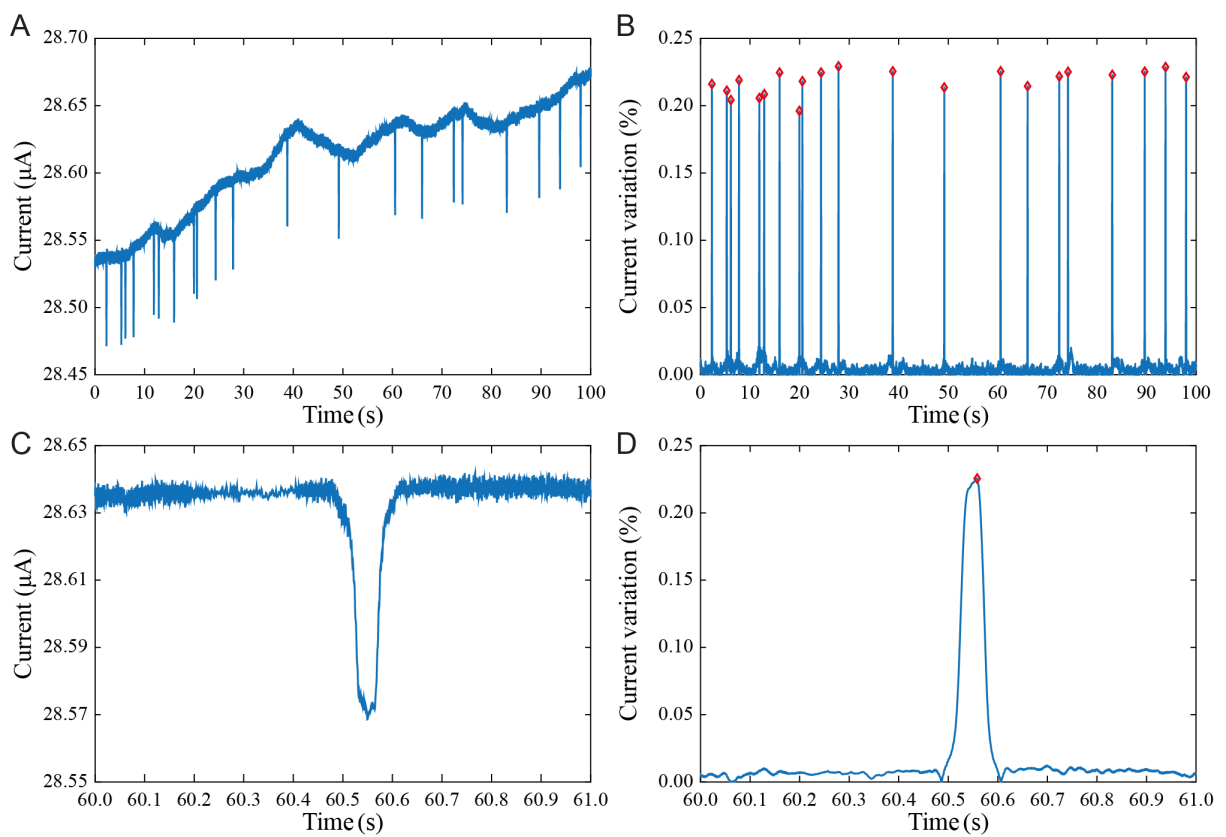 A
28.70
28.65
28.60
28.55
28.50
28.45
Current (μA)
0 10 20 30 40 50 60 70 80 90 100
Time (s)
B
0.25
0.20
0.15
0.10
0.05
0.00
Current variation (%)
0 10 20 30 40 50 60 70 80 90 100
Time (s)
C
28.65
28.63
28.61
28.59
28.57
28.55
Current (μA)
60.0 60.1 60.2 60.3 60.4 60.5 60.6 60.7 60.8 60.9 61.0
Time (s)
D
0.25
0.20
0.15
0.10
0.05
0.00
Current variation (%)
60.0 60.1 60.2 60.3 60.4 60.5 60.6 60.7 60.8 60.9 61.0
Time (s)